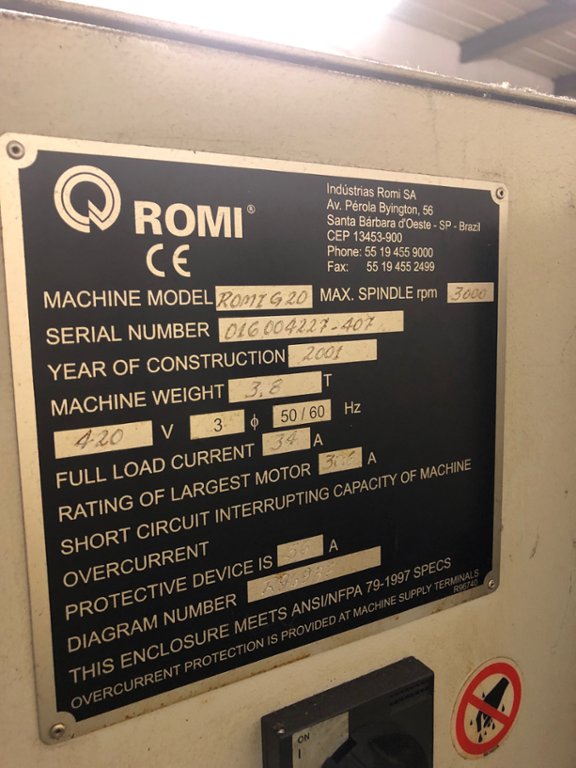 ROMI®
CE
Indústrias Romi SA
Av. Pérola Byington, 56
Santa Bárbara d'Oeste - SP - Brazil
CEP 13453-900
Phone: 55 19 455 9000
Fax: 55 19 455 2499
MACHINE MODEL ROMI G20 MAX. SPINDLE rpm 3000
SERIAL NUMBER 016004227-407
YEAR OF CONSTRUCTION 2001
MACHINE WEIGHT 3,8 T
420 V 3 ϕ 50/60 Hz
FULL LOAD CURRENT 34 A
RATING OF LARGEST MOTOR A
SHORT CIRCUIT INTERRUPTING CAPACITY OF MACHINE
OVERCURRENT
PROTECTIVE DEVICE IS A
DIAGRAM NUMBER
THIS ENCLOSURE MEETS ANSI/NFPA 79-1997 SPECS
OVERCURRENT PROTECTION IS PROVIDED AT MACHINE SUPPLY TERMINALS
R96740
ON
I